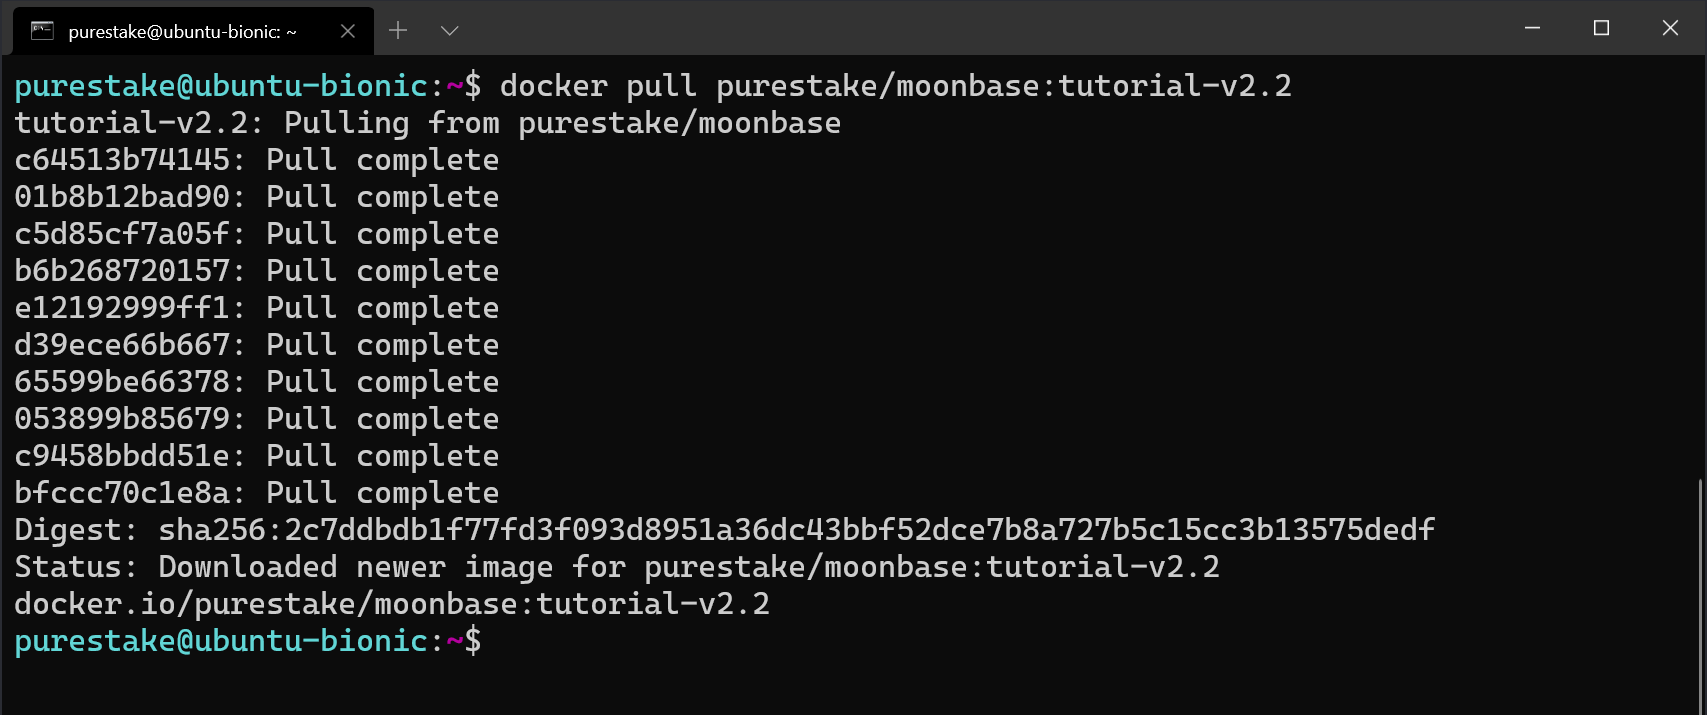 purestake@ubuntu-bionic: ~
purestake@ubuntu-bionic:~$ docker pull purestake/moonbase:tutorial-v2.2
tutorial-v2.2: Pulling from purestake/moonbase
c64513b74145: Pull complete
01b8b12bad90: Pull complete
c5d85cf7a05f: Pull complete
b6b268720157: Pull complete
e12192999ff1: Pull complete
d39ece66b667: Pull complete
65599be66378: Pull complete
053899b85679: Pull complete
c9458bbdd51e: Pull complete
bfccc70c1e8a: Pull complete
Digest: sha256:2c7ddbdb1f77fd3f093d8951a36dc43bbf52dce7b8a727b5c15cc3b13575dedf
Status: Downloaded newer image for purestake/moonbase:tutorial-v2.2
docker.io/purestake/moonbase:tutorial-v2.2
purestake@ubuntu-bionic:~$